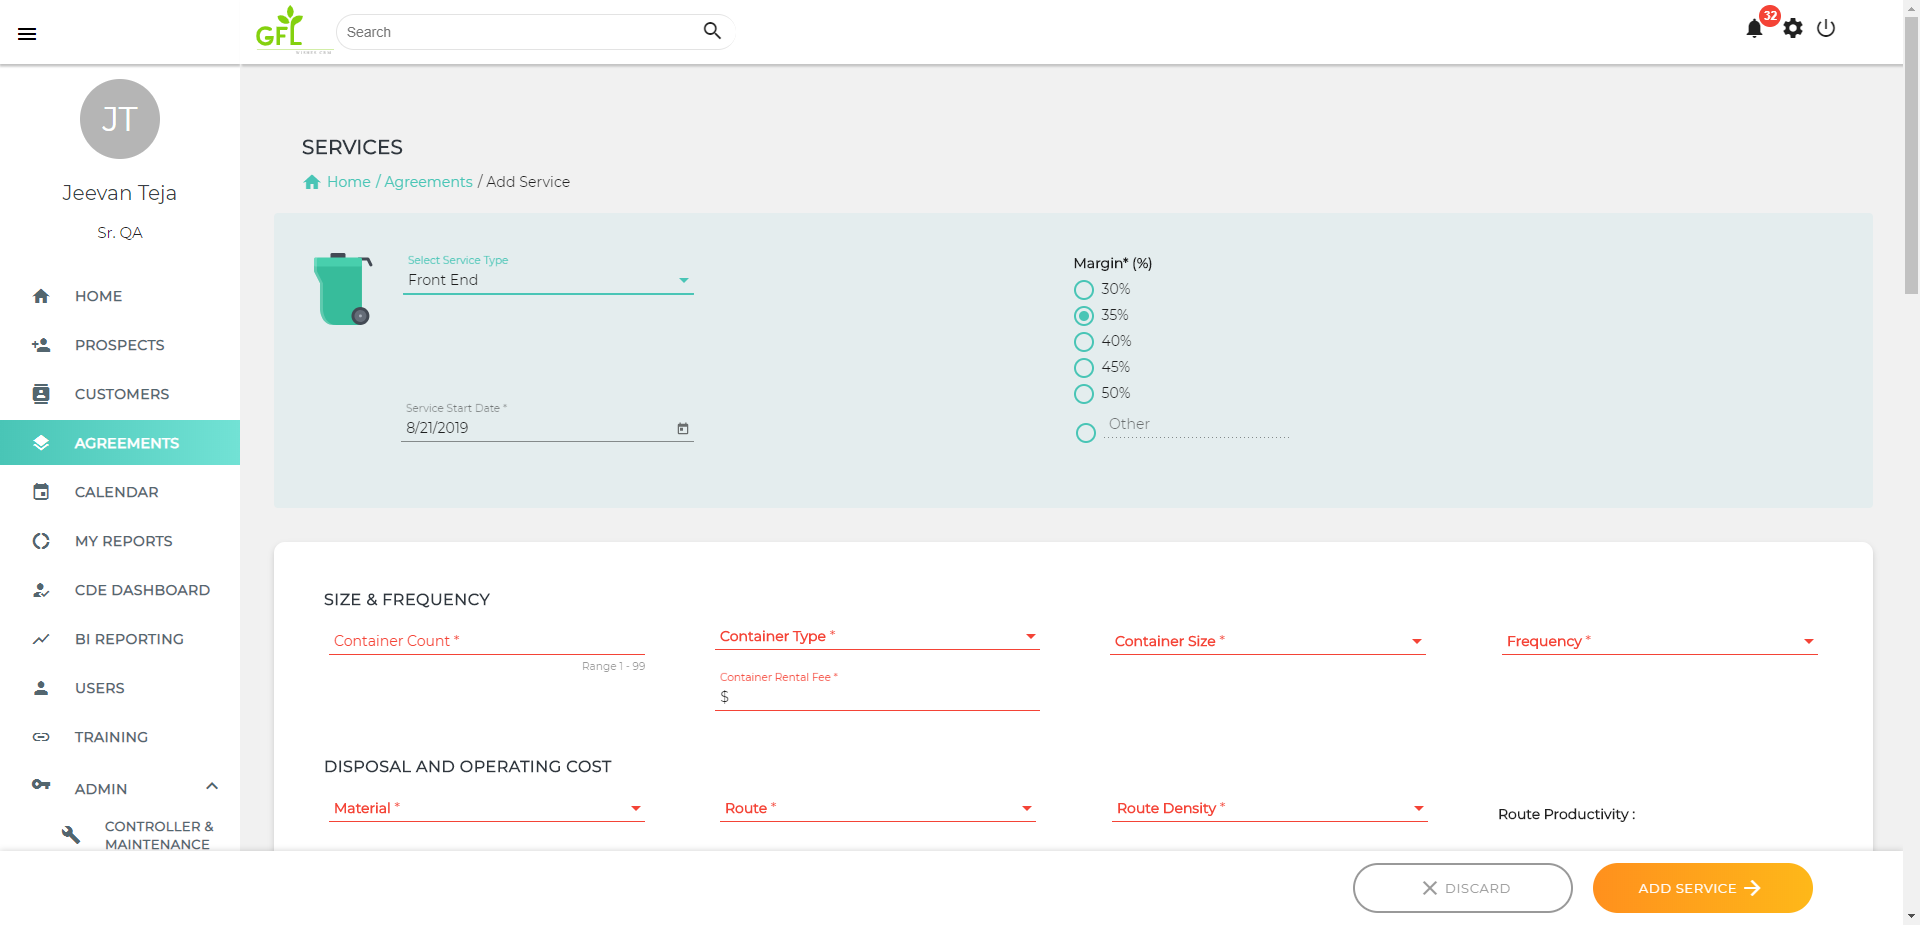 GFL
Search
32
JT
Jeevan Teja
Sr. QA
HOME
PROSPECTS
CUSTOMERS
AGREEMENTS
CALENDAR
MY REPORTS
CDE DASHBOARD
BI REPORTING
USERS
TRAINING
ADMIN
CONTROLLER &
MAINTENANCE
SERVICES
Home / Agreements / Add Service
Select Service Type
Front End
Service Start Date *
8/21/2019
Margin* (%)
30%
35%
40%
45%
50%
Other
SIZE & FREQUENCY
Container Count *
Range 1 - 99
Container Type *
Container Rental Fee *
$
Container Size *
Frequency *
DISPOSAL AND OPERATING COST
Material *
Route *
Route Density *
Route Productivity :
DISCARD
ADD SERVICE